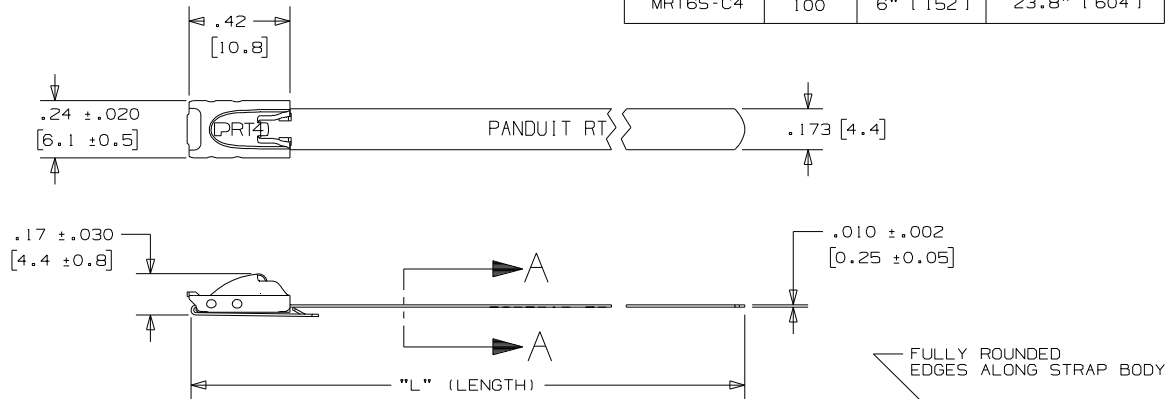 MRT6S-C4 100 6" [152] 23.8" [604]
.42
[10.8]
.24 ±.020
[6.1 ±0.5]
PRT4
PANDUIT RT
.173 [4.4]
.17 ±.030
[4.4 ±0.8]
A
.010 ±.002
[0.25 ±0.05]
A
"L" (LENGTH)
FULLY ROUNDED
EDGES ALONG STRAP BODY